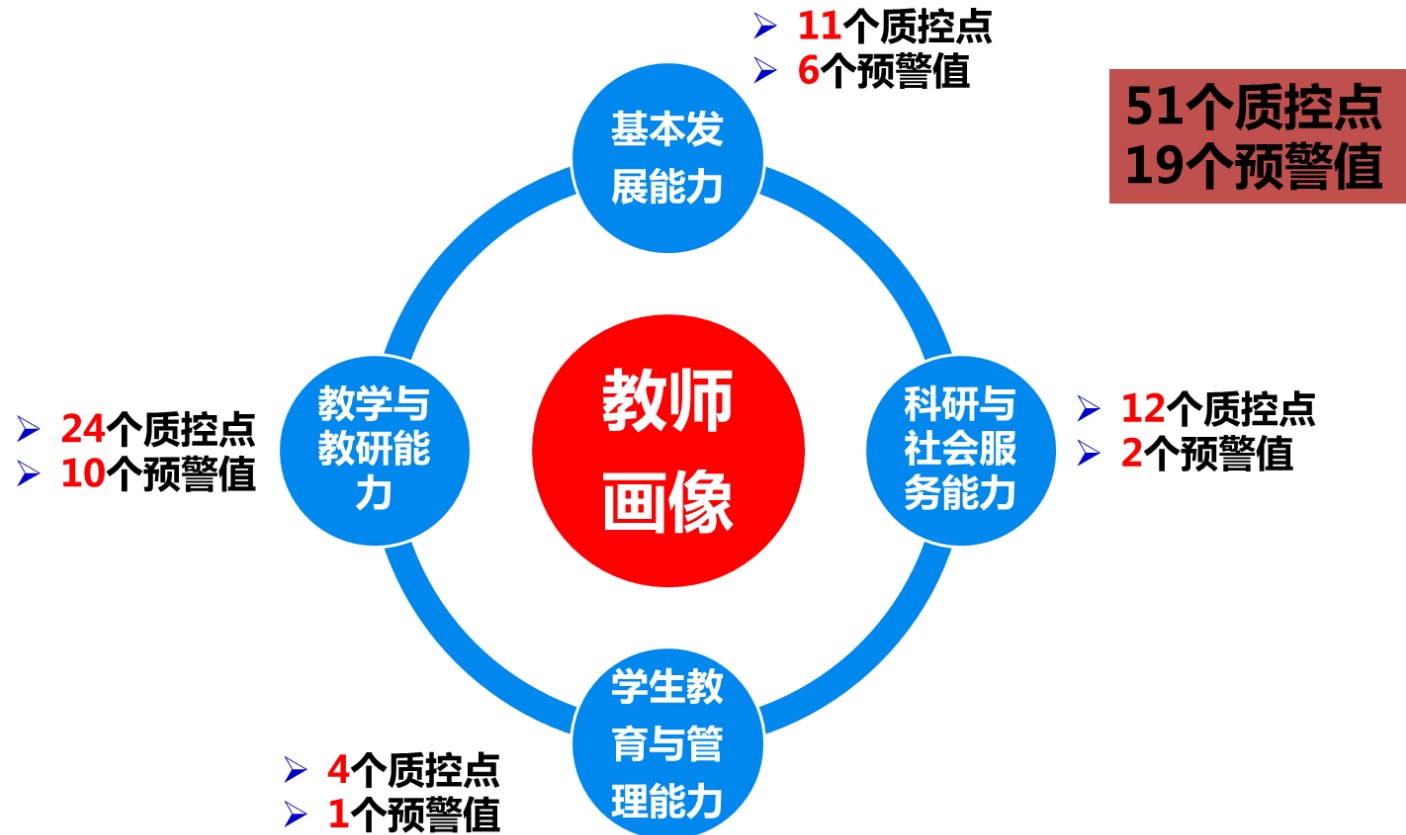 11个质控点
6个预警值
51个质控点
19个预警值
基本发
展能力
教师
画像
教学与
教研能
力
24个质控点
10个预警值
科研与
社会服
务能力
12个质控点
2个预警值
学生教
育与管
理能力
4个质控点
1个预警值